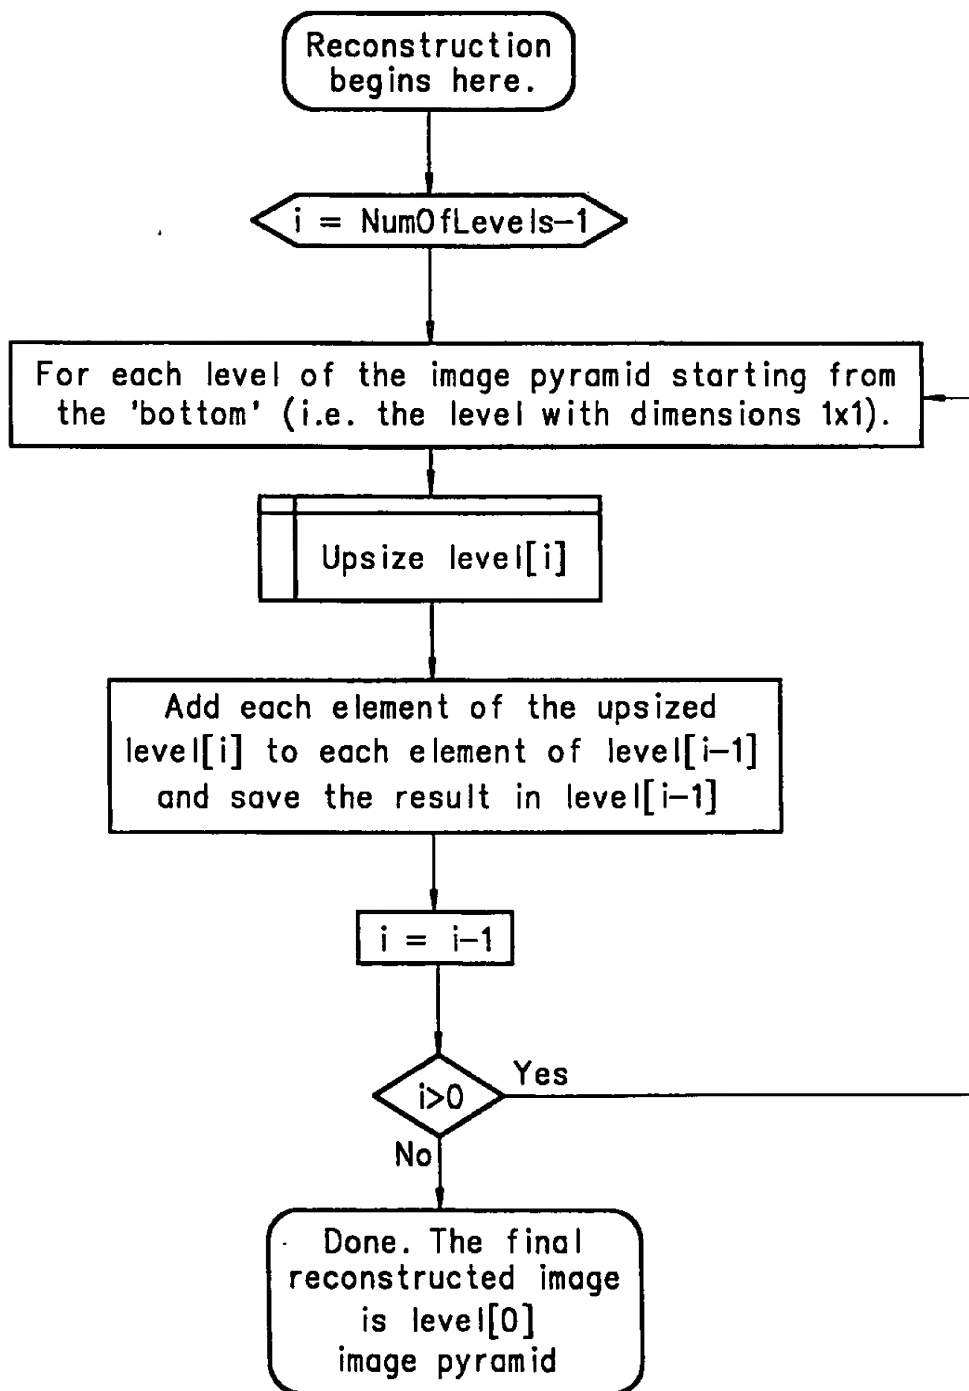 Reconstruction
begins here.
i = NumOfLevels-1
For each level of the image pyramid starting from
the 'bottom' (i.e. the level with dimensions 1x1).
Upsize level[i]
Add each element of the upsized
level[i] to each element of level[i-1]
and save the result in level[i-1]
i = i-1
i>0
Yes
No
Done. The final
reconstructed image
is level[0]
image pyramid